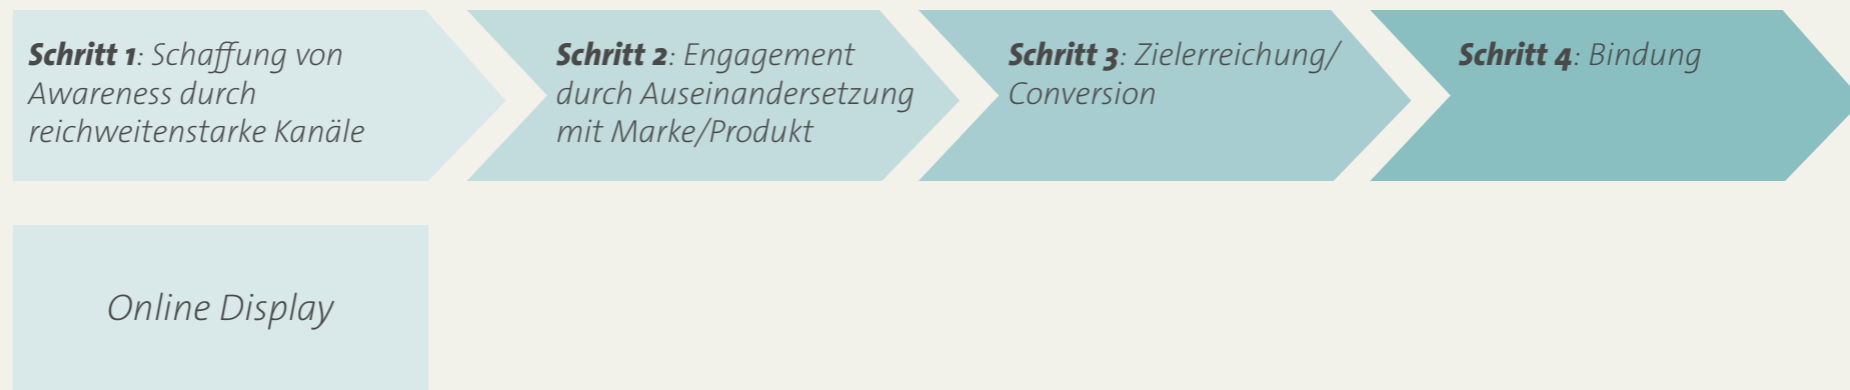 Schritt 1: Schaffung von
Awareness durch
reichweitenstarke Kanäle
Schritt 2: Engagement
durch Auseinandersetzung
mit Marke/Produkt
Schritt 3: Zielerreichung/
Conversion
Schritt 4: Bindung
Online Display